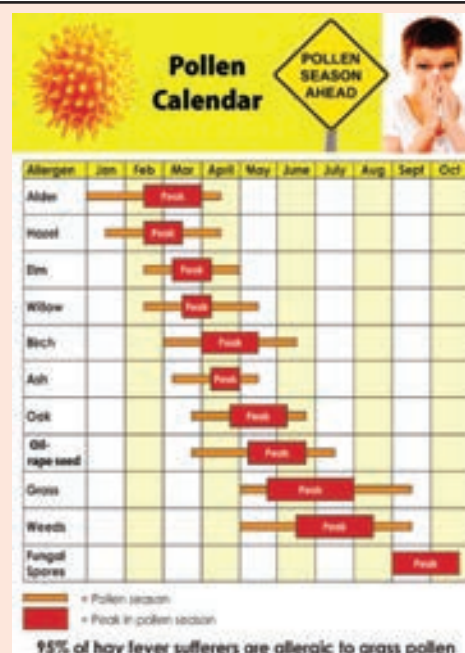 Pollen
Calendar
POLLEN
SEASON
AHEAD
Allergen Jan Feb Mar April May June July Aug Sept Oct
Alder Peak
Hazel Peak
Elm Peak
Willow Peak
Birch Peak
Ash Peak
Oak Peak
Oil-
rape seed Peak
Grass Peak
Weeds Peak
Fungal
Spores Peak
= Pollen season
= Peak in pollen season
95% of hay fever sufferers are allergic to grass pollen